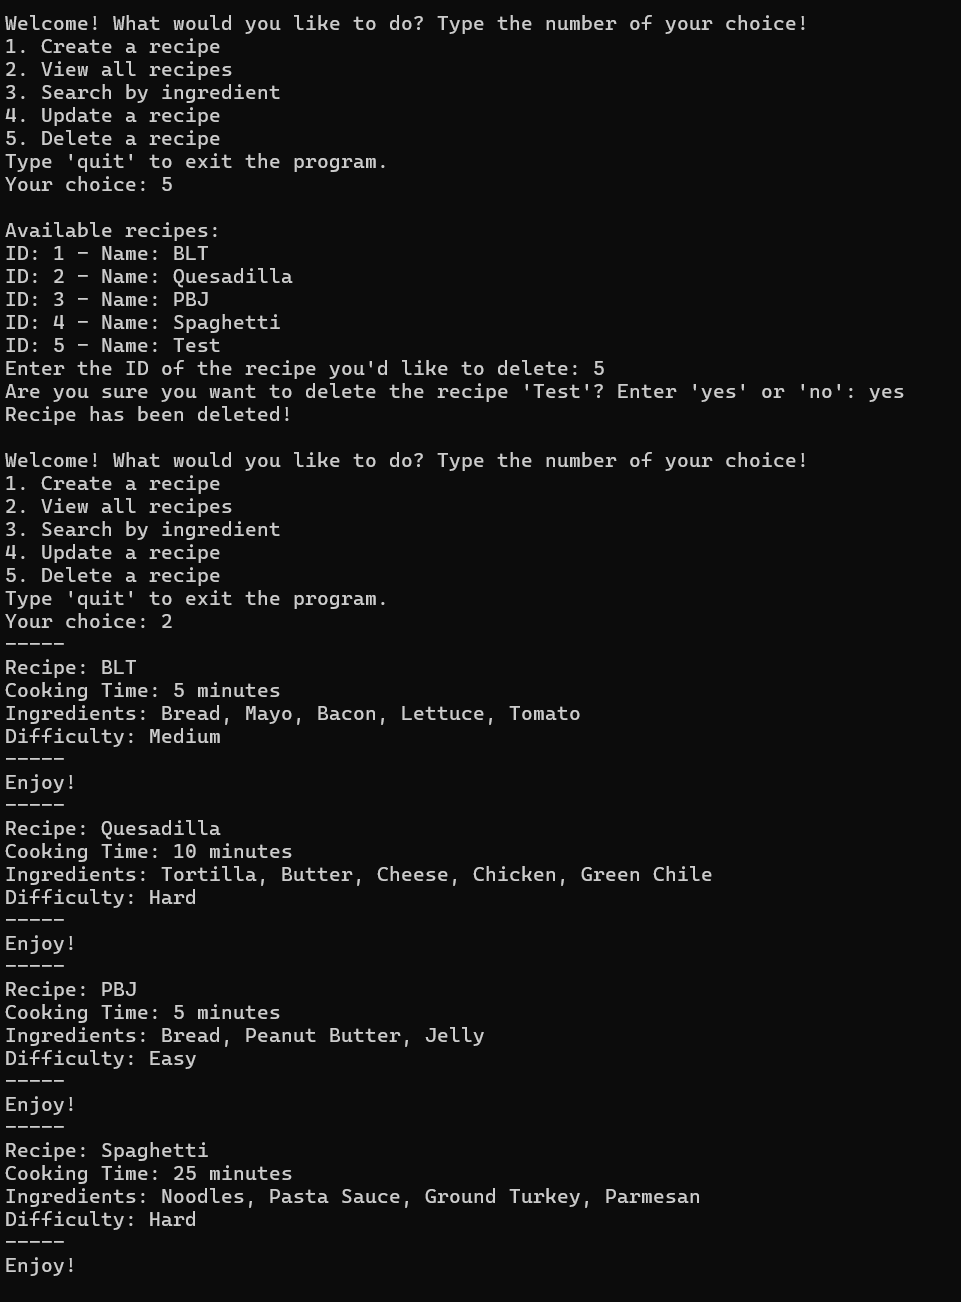 Welcome! What would you like to do? Type the number of your choice!
1. Create a recipe
2. View all recipes
3. Search by ingredient
4. Update a recipe
5. Delete a recipe
Type 'quit' to exit the program.
Your choice: 5

Available recipes:
ID: 1 - Name: BLT
ID: 2 - Name: Quesadilla
ID: 3 - Name: PBJ
ID: 4 - Name: Spaghetti
ID: 5 - Name: Test
Enter the ID of the recipe you'd like to delete: 5
Are you sure you want to delete the recipe 'Test'? Enter 'yes' or 'no': yes
Recipe has been deleted!

Welcome! What would you like to do? Type the number of your choice!
1. Create a recipe
2. View all recipes
3. Search by ingredient
4. Update a recipe
5. Delete a recipe
Type 'quit' to exit the program.
Your choice: 2
-----
Recipe: BLT
Cooking Time: 5 minutes
Ingredients: Bread, Mayo, Bacon, Lettuce, Tomato
Difficulty: Medium
-----
Enjoy!
-----
Recipe: Quesadilla
Cooking Time: 10 minutes
Ingredients: Tortilla, Butter, Cheese, Chicken, Green Chile
Difficulty: Hard
-----
Enjoy!
-----
Recipe: PBJ
Cooking Time: 5 minutes
Ingredients: Bread, Peanut Butter, Jelly
Difficulty: Easy
-----
Enjoy!
-----
Recipe: Spaghetti
Cooking Time: 25 minutes
Ingredients: Noodles, Pasta Sauce, Ground Turkey, Parmesan
Difficulty: Hard
-----
Enjoy!